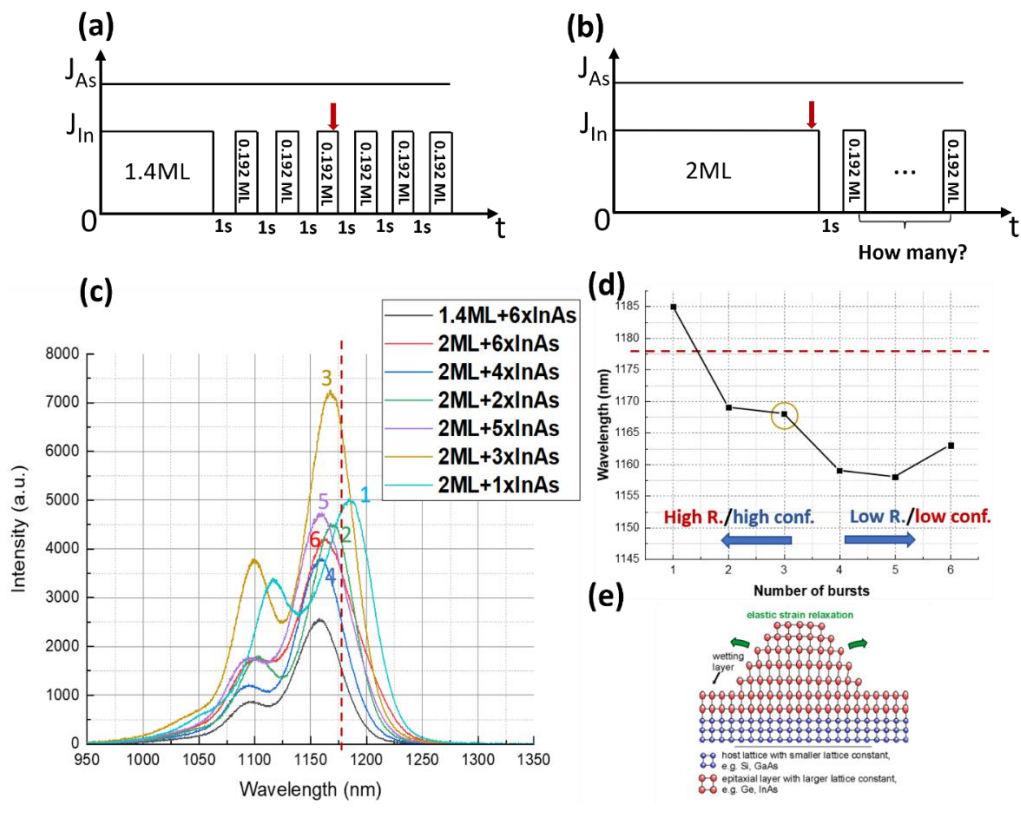 (a)
J_As
J_In
1.4ML
0.192 ML
0.192 ML
0.192 ML
0.192 ML
0.192 ML
0.192 ML
0
1s
1s
1s
1s
1s
1s
t
(b)
J_As
J_In
2ML
0.192 ML
...
0.192 ML
0
1s
t
How many?
(c)
1.4ML+6xInAs
2ML+6xInAs
2ML+4xInAs
2ML+2xInAs
2ML+5xInAs
2ML+3xInAs
2ML+1xInAs
8000
7000
6000
5000
4000
3000
2000
1000
0
Intensity (a.u.)
3
1
5
2
6
4
950
1000
1050
1100
1150
1200
1250
1300
1350
Wavelength (nm)
(d)
1185
1180
1175
1170
1165
1160
1155
1150
1145
Wavelength (nm)
High R./high conf.
Low R./low conf.
1
2
3
4
5
6
Number of bursts
(e)
elastic strain relaxation
wetting
layer
host lattice with smaller lattice constant,
e.g. Si, GaAs
epitaxial layer with larger lattice constant,
e.g. Ge, InAs